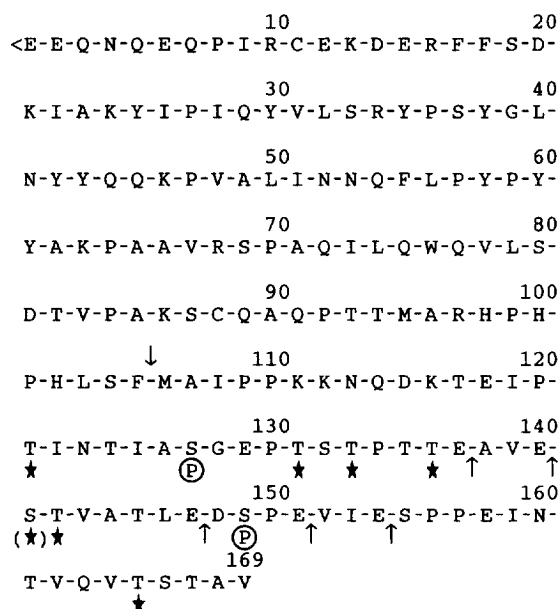 10 20
<E-E-Q-N-Q-E-Q-P-I-R-C-E-K-D-E-R-F-F-S-D-
30 40
K-I-A-K-Y-I-P-I-Q-Y-V-L-S-R-Y-P-S-Y-G-L-
50 60
N-Y-Y-Q-Q-K-P-V-A-L-I-N-N-Q-F-L-P-Y-P-Y-
70 80
Y-A-K-P-A-A-V-R-S-P-A-Q-I-L-Q-W-Q-V-L-S-
90 100
D-T-V-P-A-K-S-C-Q-A-Q-P-T-T-M-A-R-H-P-H-
↓ 110 120
P-H-L-S-F-M-A-I-P-P-K-K-N-Q-D-K-T-E-I-P-
130 140
T-I-N-T-I-A-S-G-E-P-T-S-T-P-T-T-E-A-V-E-
★ Ⓟ ★ ★ ★ ↑ ↑
150 160
S-T-V-A-T-L-E-D-S-P-E-V-I-E-S-P-P-E-I-N-
(★)★ ↑ Ⓟ ↑ ↑
169
T-V-Q-V-T-S-T-A-V
★